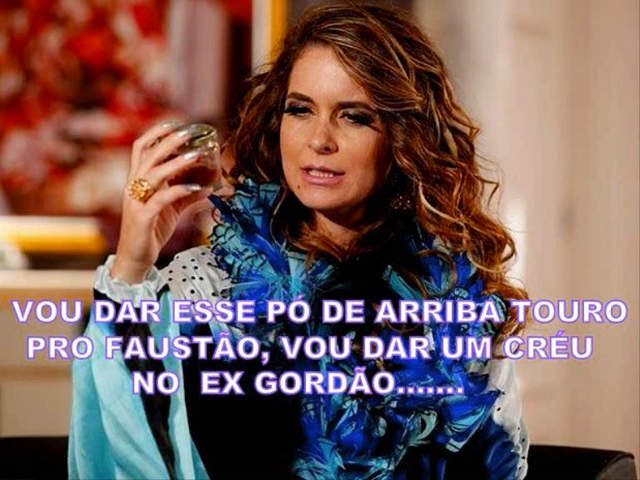 VOU DAR ESSE PÓ DE ARRIBA TOURO
PRO FAUSTÃO, VOU DAR UM CRÉU
NO EX GORDÃO.......